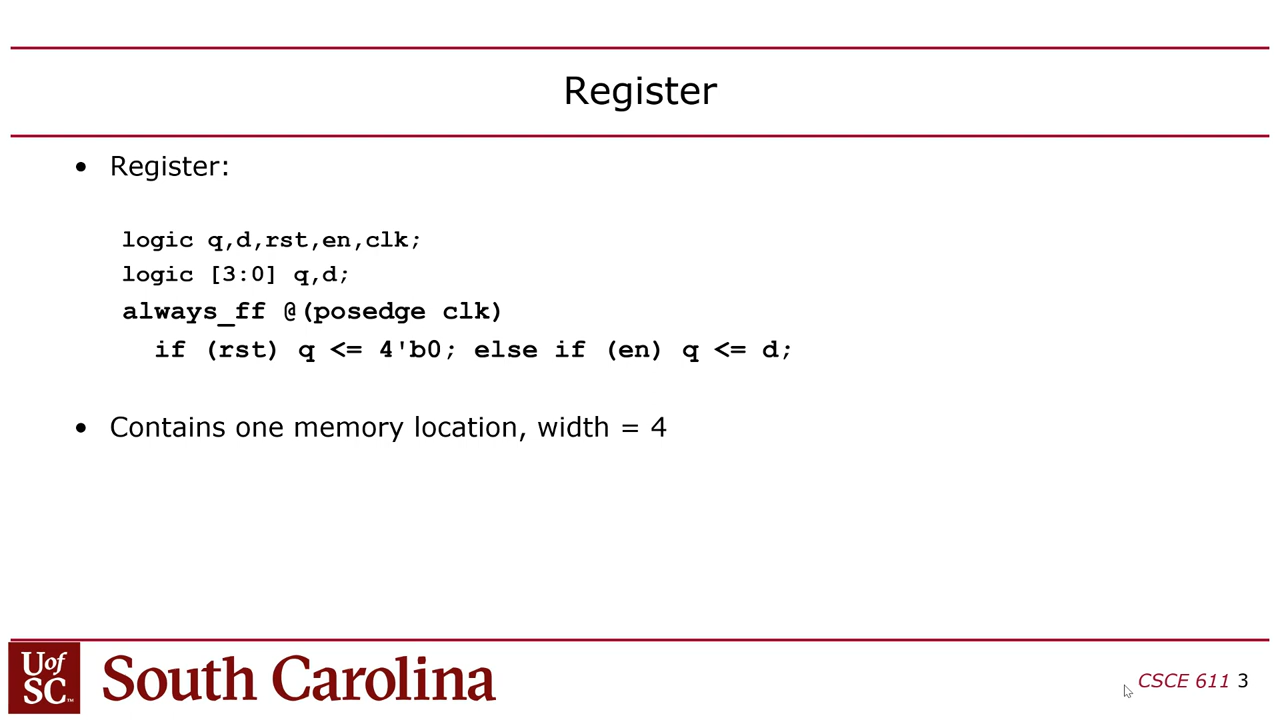 Register
• Register:
logic q,d,rst,en,clk;
logic [3:0] q,d;
always_ff @(posedge clk)
if (rst) q <= 4'b0; else if (en) q <= d;
• Contains one memory location, width = 4
UofSC™ South Carolina
CSCE 611 3